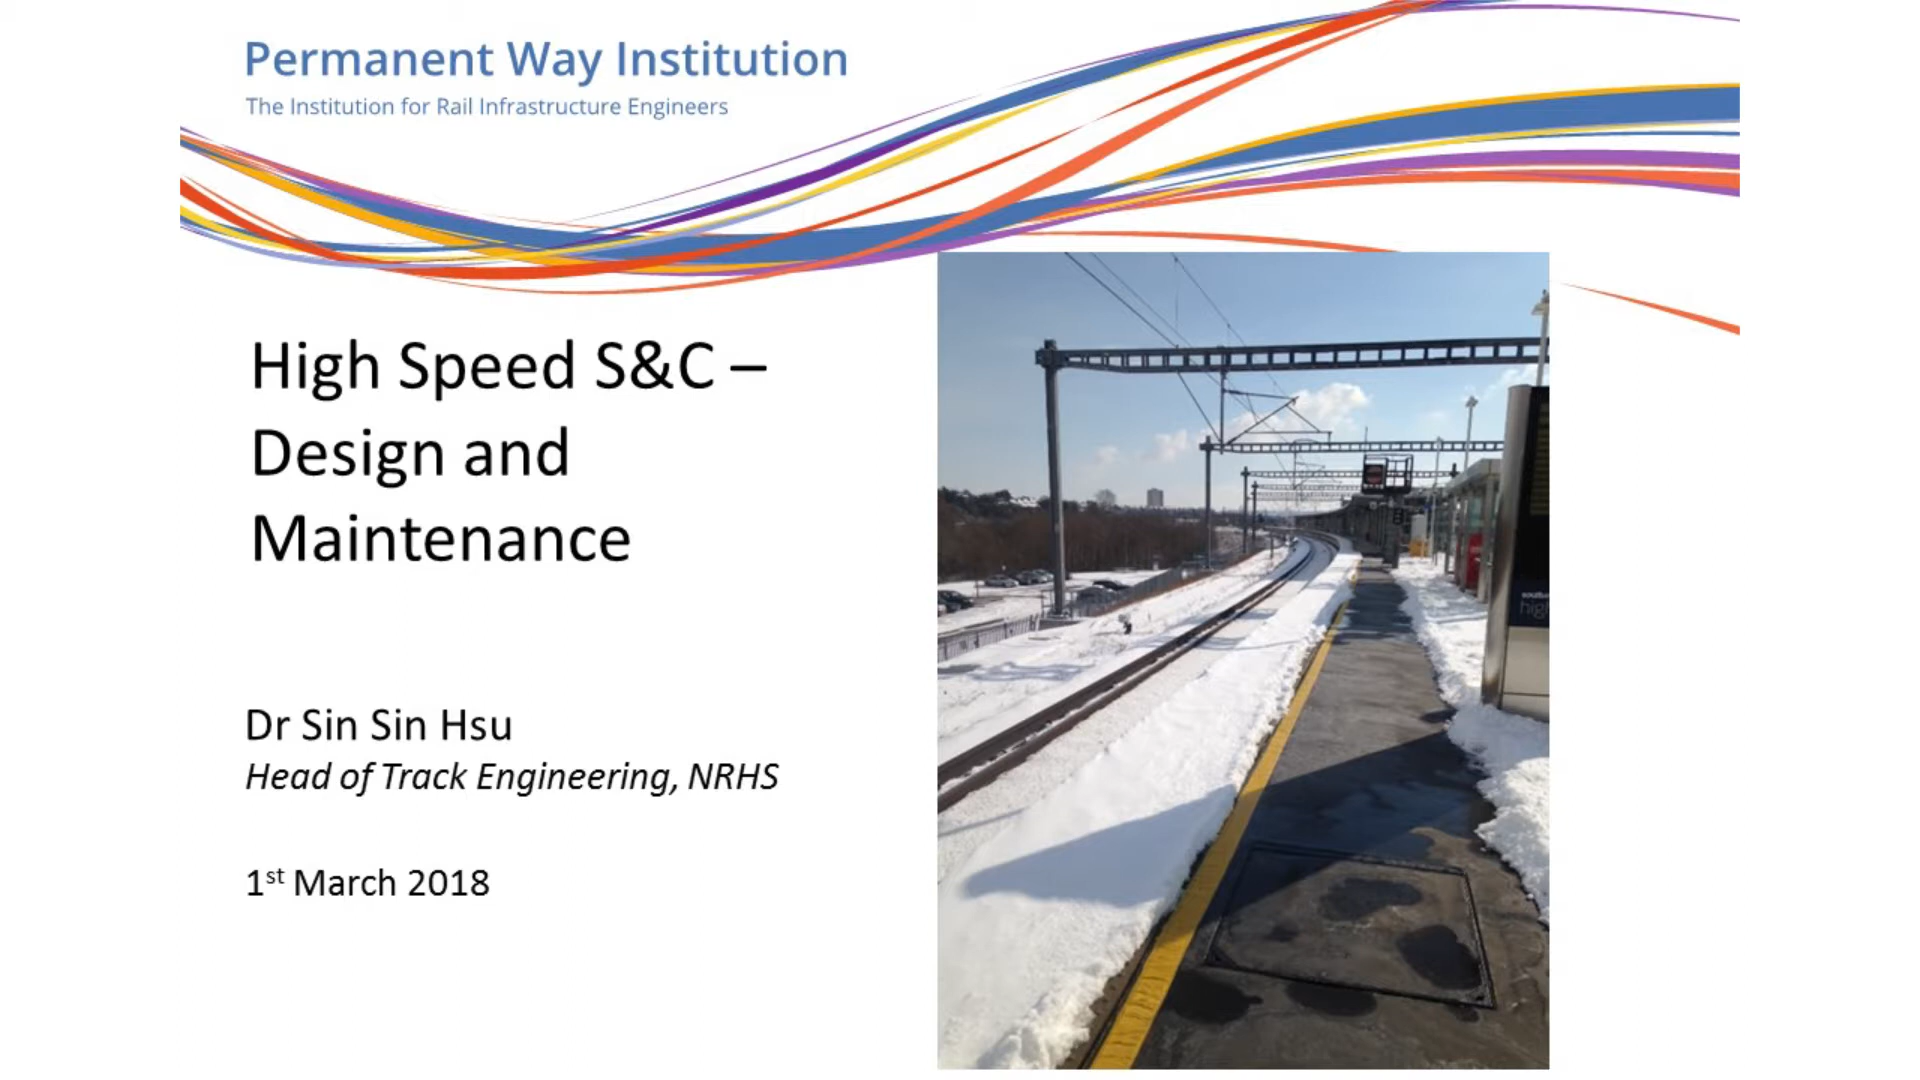 Permanent Way Institution
The Institution for Rail Infrastructure Engineers
High Speed S&C –
Design and
Maintenance
Dr Sin Sin Hsu
Head of Track Engineering, NRHS
1st March 2018